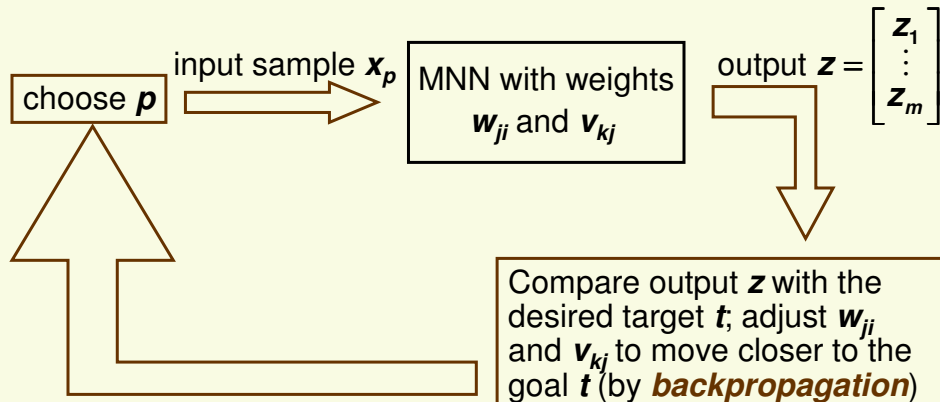 choose p
input sample x_p
MNN with weights
w_ji and v_kj
output z = [z_1
⋮
z_m]
Compare output z with the
desired target t; adjust w_ji
and v_kj to move closer to the
goal t (by backpropagation)